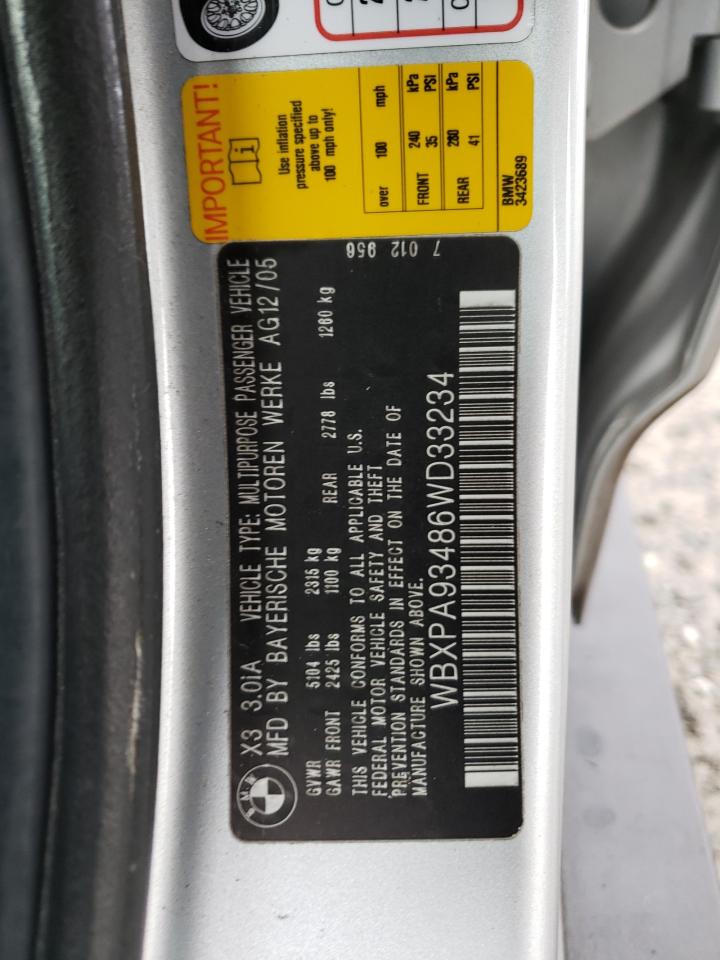 IMPORTANT!
Use inflation
pressure specified
above up to
100 mph only!
over 100 mph
kPa PSI kPa PSI
FRONT 240 35
REAR 280 41
BMW
3423689
7 012 956
BMW
X3 3.0iA VEHICLE TYPE: MULTIPURPOSE PASSENGER VEHICLE
MFD BY BAYERISCHE MOTOREN WERKE AG12/05
GVWR 5104 lbs 2315 kg
GAWR FRONT 2425 lbs 1100 kg REAR 2778 lbs 1260 kg
THIS VEHICLE CONFORMS TO ALL APPLICABLE U.S.
FEDERAL MOTOR VEHICLE SAFETY AND THEFT
PREVENTION STANDARDS IN EFFECT ON THE DATE OF
MANUFACTURE SHOWN ABOVE.
WBXPA93486WD33234